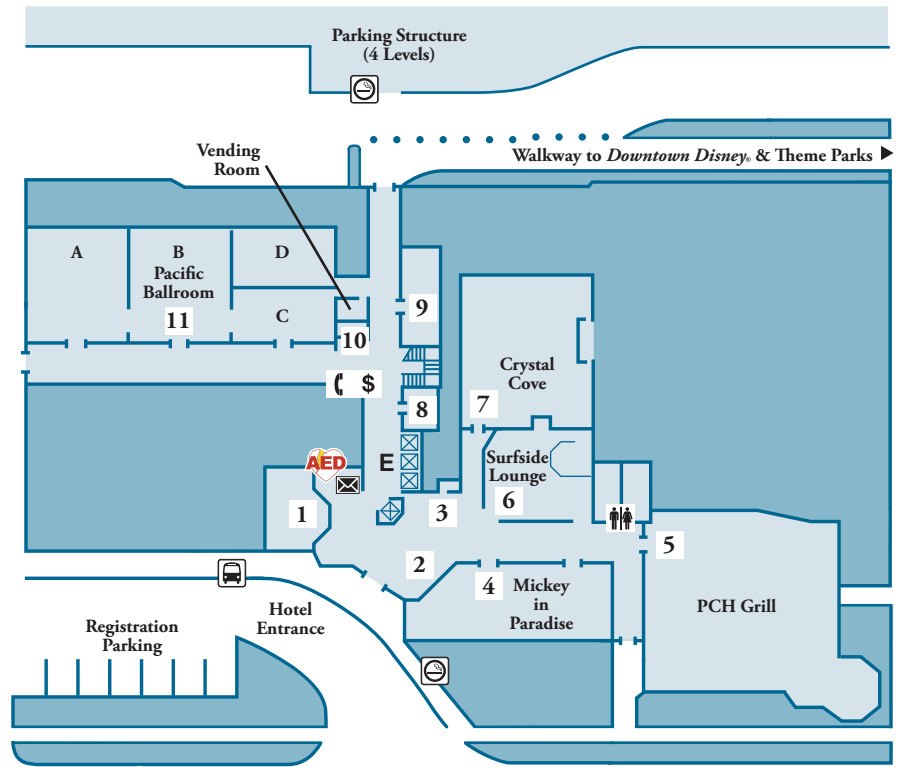 Parking Structure
(4 Levels)
Vending
Room
Walkway to Downtown Disney® & Theme Parks
A
B
D
Pacific
Ballroom
11
C
9
10
$
Crystal
Cove
8
7
E
AED
Surfside
Lounge
6
1
3
5
2
4
Mickey
in
Paradise
PCH Grill
Hotel
Entrance
Registration
Parking